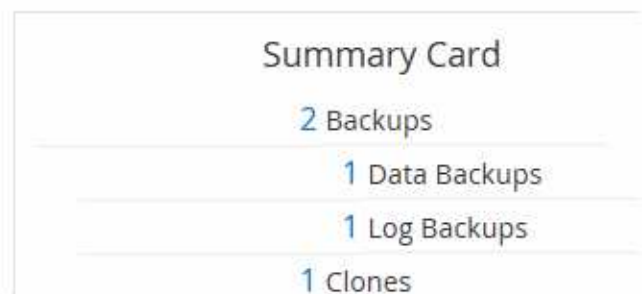 Summary Card
2 Backups
1 Data Backups
1 Log Backups
1 Clones